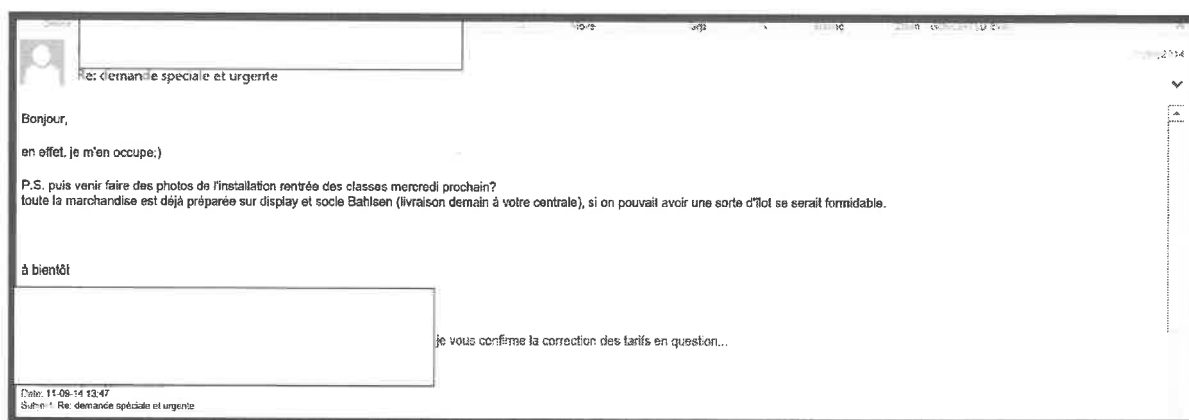 Re: demande speciale et urgente
Bonjour,
en effet, je m'en occupe;)
P.S. puis venir faire des photos de l'installation rentrée des classes mercredi prochain?
toute la marchandise est déjà préparée sur display et socle Bahlsen (livraison demain à votre centrale), si on pouvait avoir une sorte d'îlot se serait formidable.
à bientôt
je vous confirme la correction des tarifs en question...
Date: 11-09-14 13:47
Subject: Re: demande spéciale et urgente